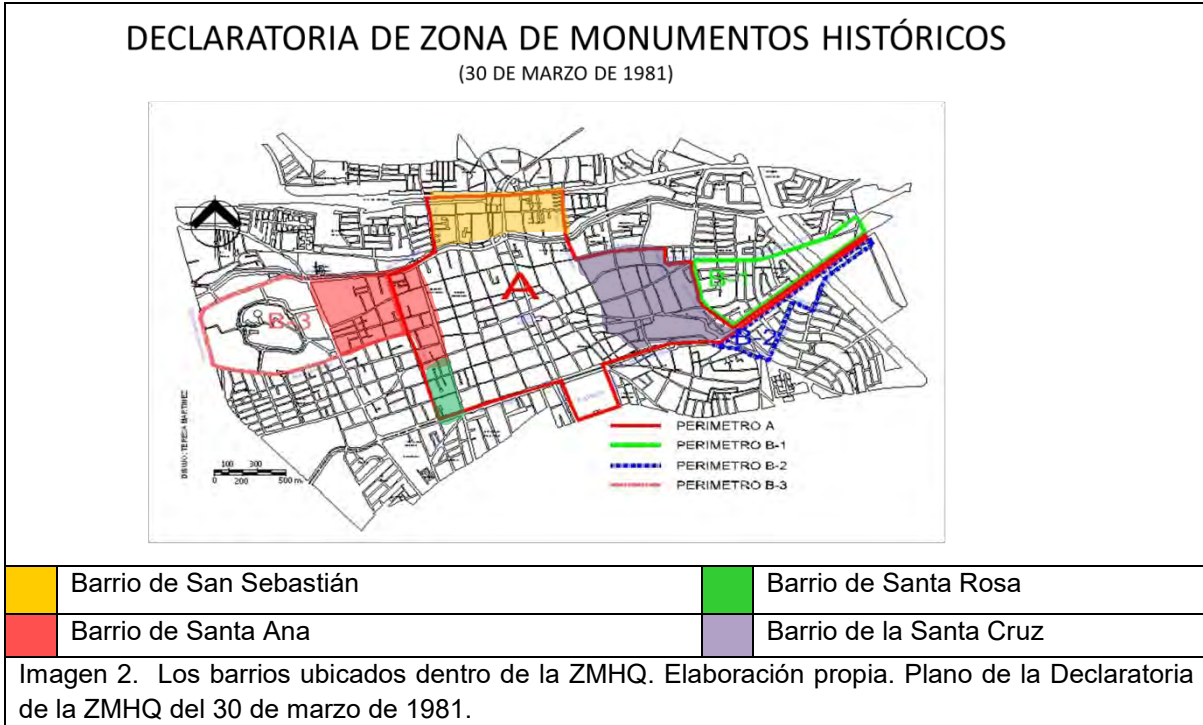 DECLARATORIA DE ZONA DE MONUMENTOS HISTÓRICOS
(30 DE MARZO DE 1981)
A
B-1
B-2
B-3
DIBUJO: TERESA MARTINEZ
100 300
0 200 500 m
PERIMETRO A
PERIMETRO B-1
PERIMETRO B-2
PERIMETRO B-3
Barrio de San Sebastián
Barrio de Santa Rosa
Barrio de Santa Ana
Barrio de la Santa Cruz
Imagen 2. Los barrios ubicados dentro de la ZMHQ. Elaboración propia. Plano de la Declaratoria
de la ZMHQ del 30 de marzo de 1981.